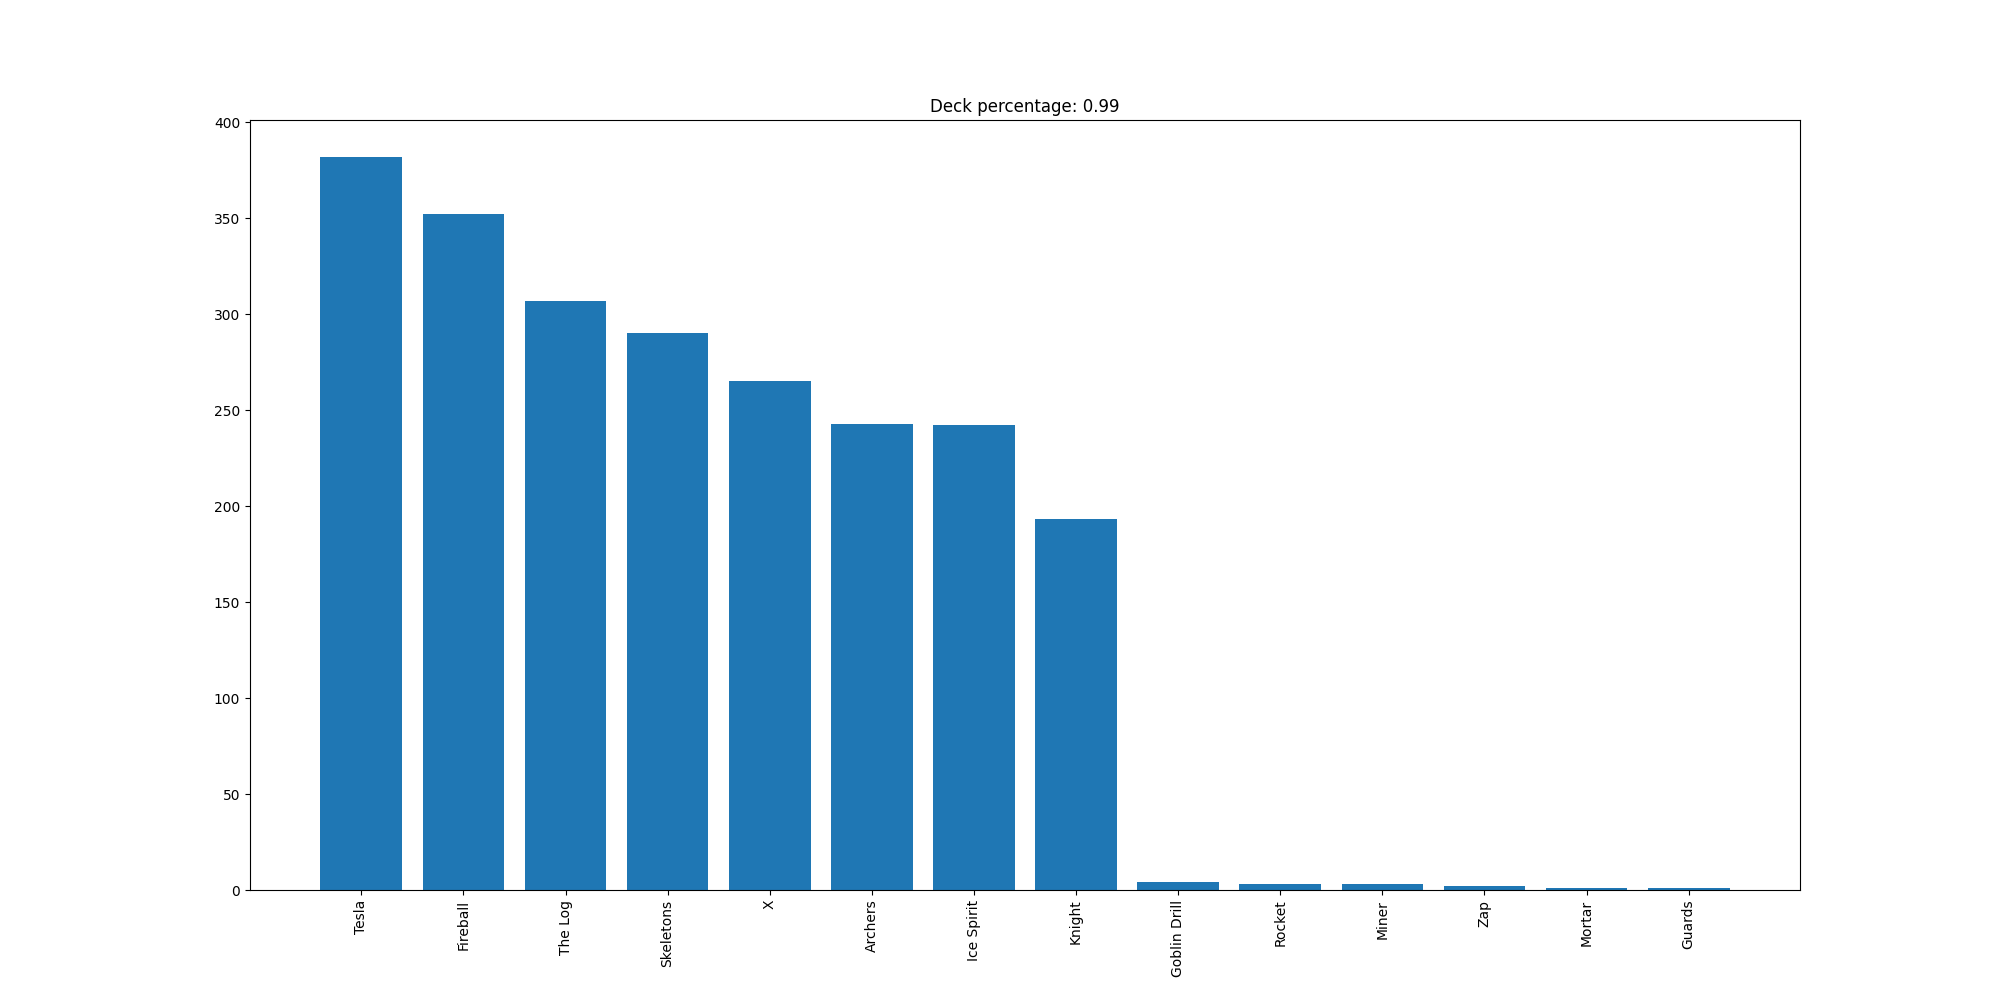 Deck percentage: 0.99
400
350
300
250
200
150
100
50
0
Tesla
Fireball
The Log
Skeletons
X
Archers
Ice Spirit
Knight
Goblin Drill
Rocket
Miner
Zap
Mortar
Guards